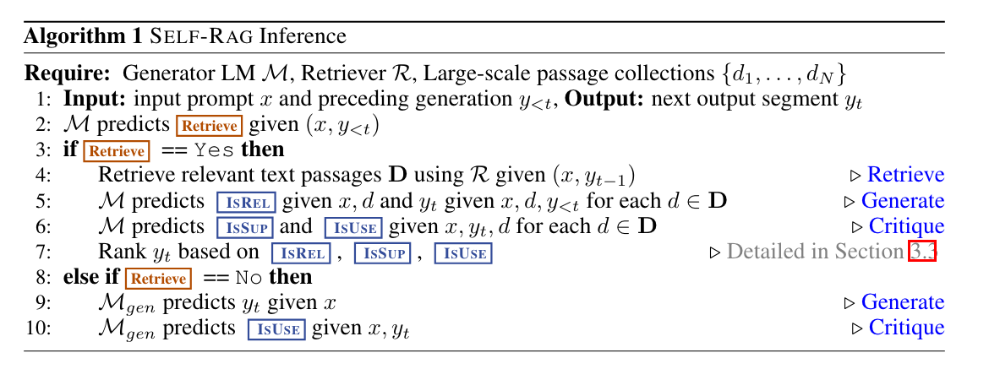 Algorithm 1 SELF-RAG Inference
Require: Generator LM ℳ, Retriever ℛ, Large-scale passage collections {d₁, . . . , d_N}
1: Input: input prompt x and preceding generation y_{<t}, Output: next output segment y_t
2: ℳ predicts Retrieve given (x, y_{<t})
3: if Retrieve == Yes then
4: Retrieve relevant text passages D using ℛ given (x, y_{t−1}) ▷ Retrieve
5: ℳ predicts ISREL given x, d and y_t given x, d, y_{<t} for each d ∈ D ▷ Generate
6: ℳ predicts ISSUP and ISUSE given x, y_t, d for each d ∈ D ▷ Critique
7: Rank y_t based on ISREL , ISSUP , ISUSE ▷ Detailed in Section 3.3
8: else if Retrieve == No then
9: ℳ_{gen} predicts y_t given x ▷ Generate
10: ℳ_{gen} predicts ISUSE given x, y_t ▷ Critique